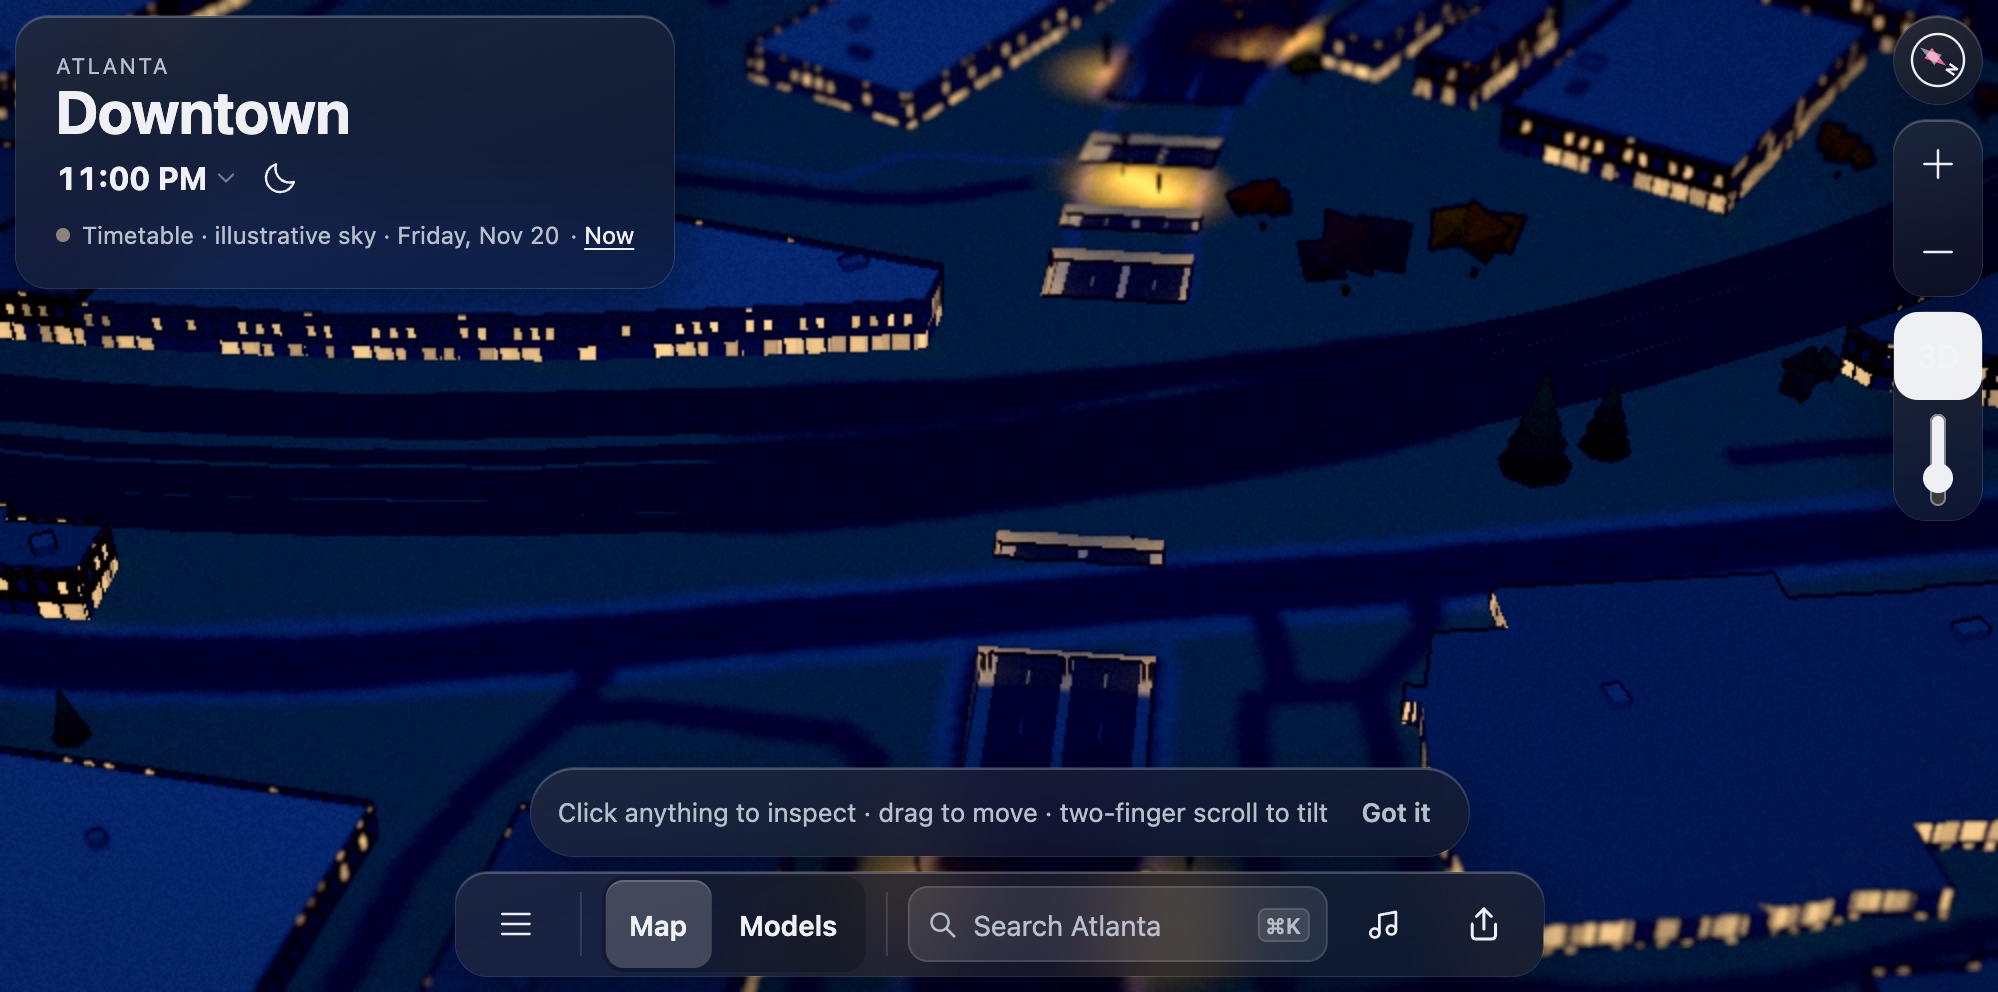 ATLANTA
Downtown
11:00 PM
Timetable · illustrative sky · Friday, Nov 20 · Now
N
3D
Click anything to inspect · drag to move · two-finger scroll to tilt Got it
Map Models Search Atlanta ⌘K